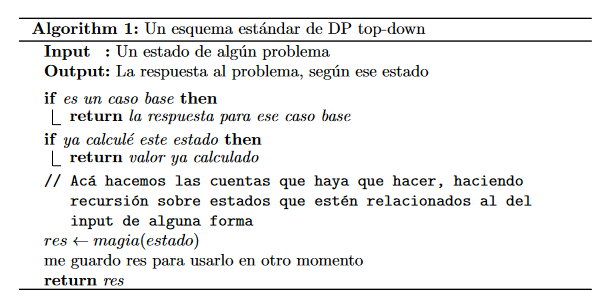 Algorithm 1: Un esquema estándar de DP top-down
Input : Un estado de algún problema
Output: La respuesta al problema, según ese estado
if es un caso base then
return la respuesta para ese caso base
if ya calculé este estado then
return valor ya calculado
// Acá hacemos las cuentas que haya que hacer, haciendo
recursión sobre estados que estén relacionados al del
input de alguna forma
res ← magia(estado)
me guardo res para usarlo en otro momento
return res